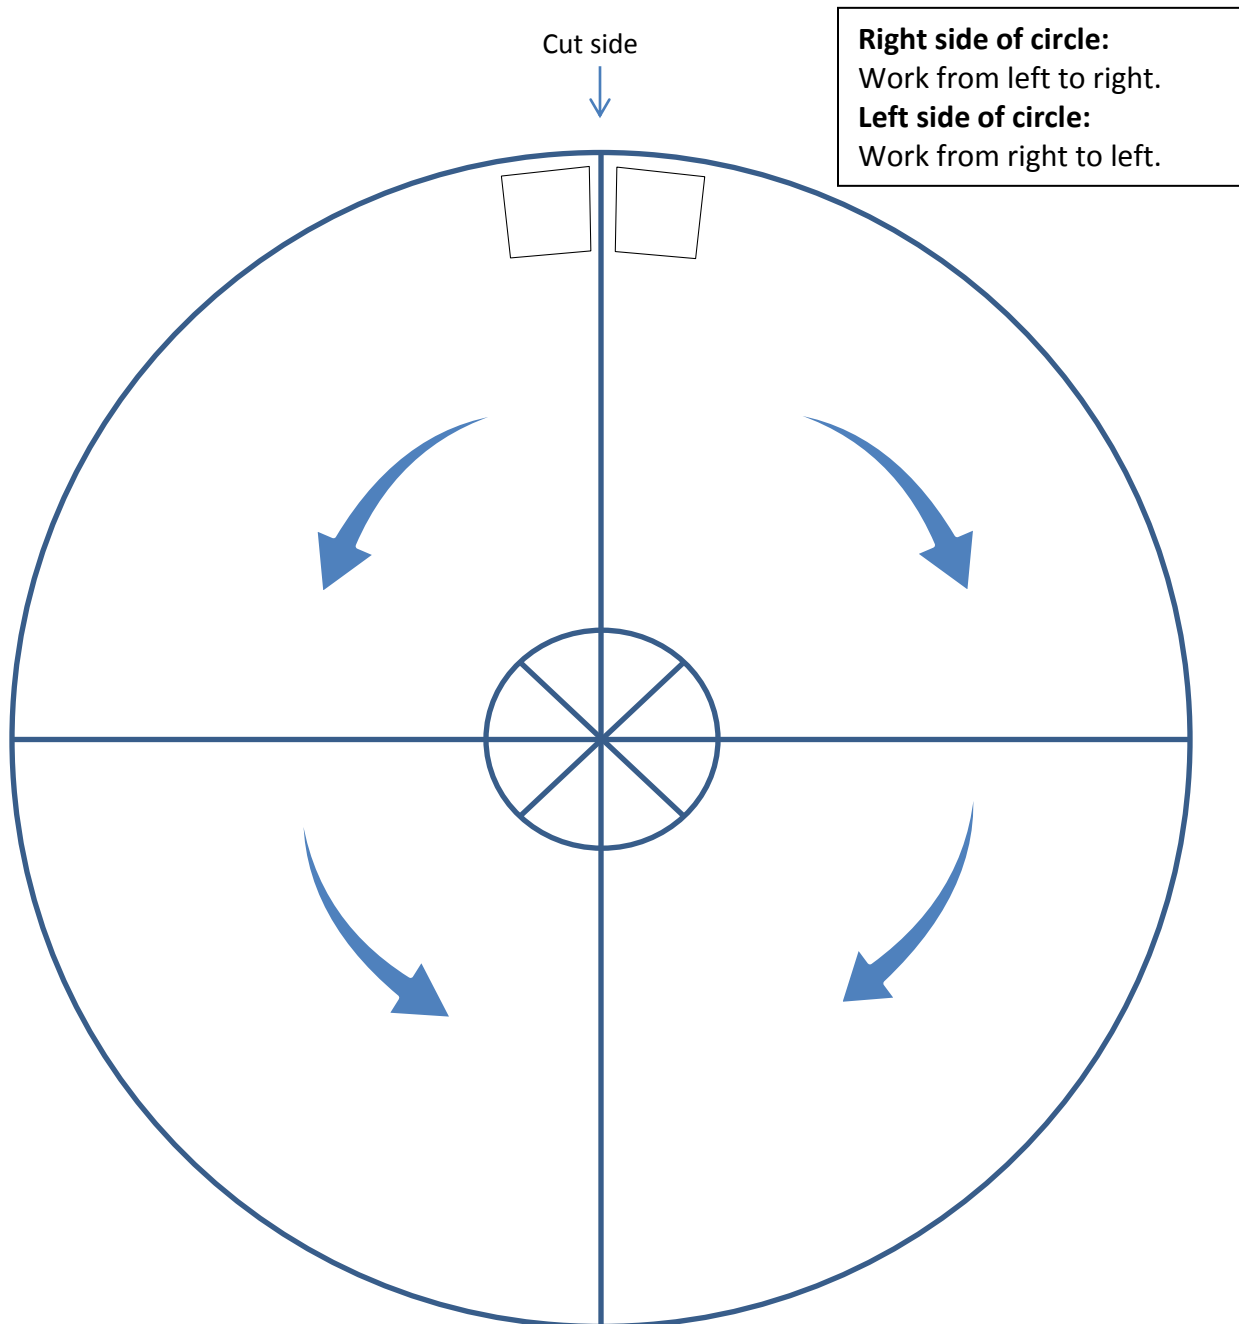 Cut side
Right side of circle:
Work from left to right.
Left side of circle:
Work from right to left.